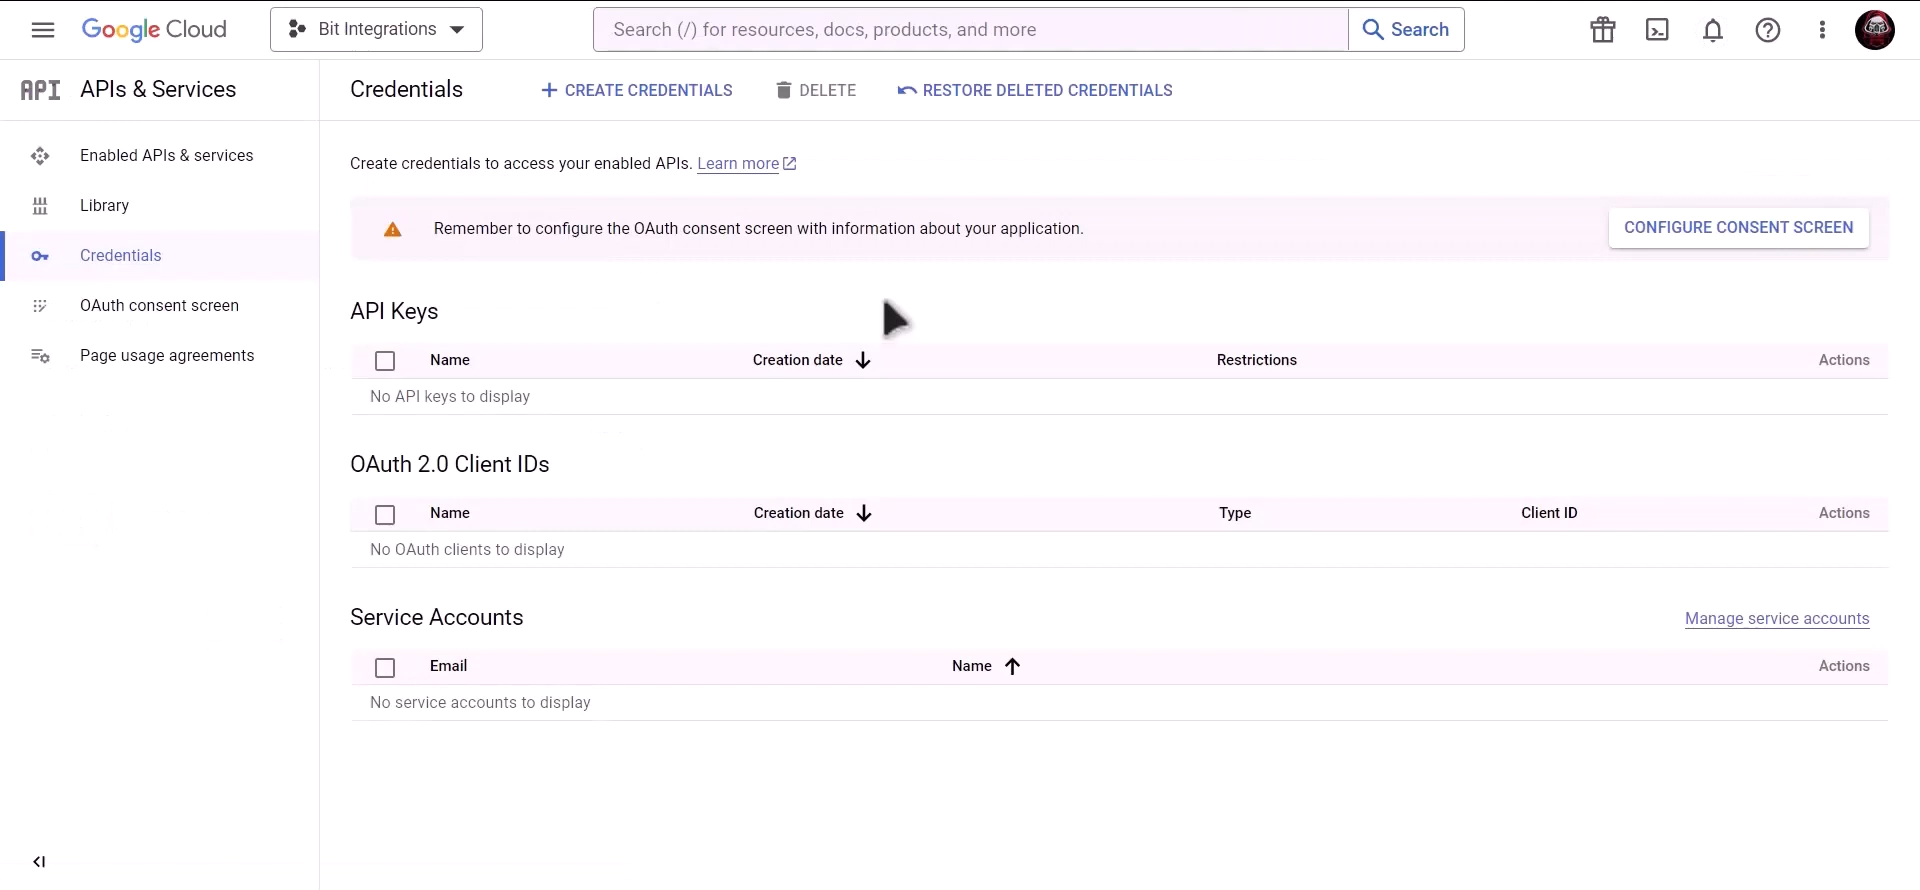 Google Cloud
Bit Integrations
Search (/) for resources, docs, products, and more
Search
API
APIs & Services
Credentials
CREATE CREDENTIALS
DELETE
RESTORE DELETED CREDENTIALS
Enabled APIs & services
Library
Credentials
OAuth consent screen
Page usage agreements
Create credentials to access your enabled APIs. Learn more
Remember to configure the OAuth consent screen with information about your application.
CONFIGURE CONSENT SCREEN
API Keys
Name Creation date Restrictions Actions
No API keys to display
OAuth 2.0 Client IDs
Name Creation date Type Client ID Actions
No OAuth clients to display
Service Accounts
Manage service accounts
Email Name Actions
No service accounts to display